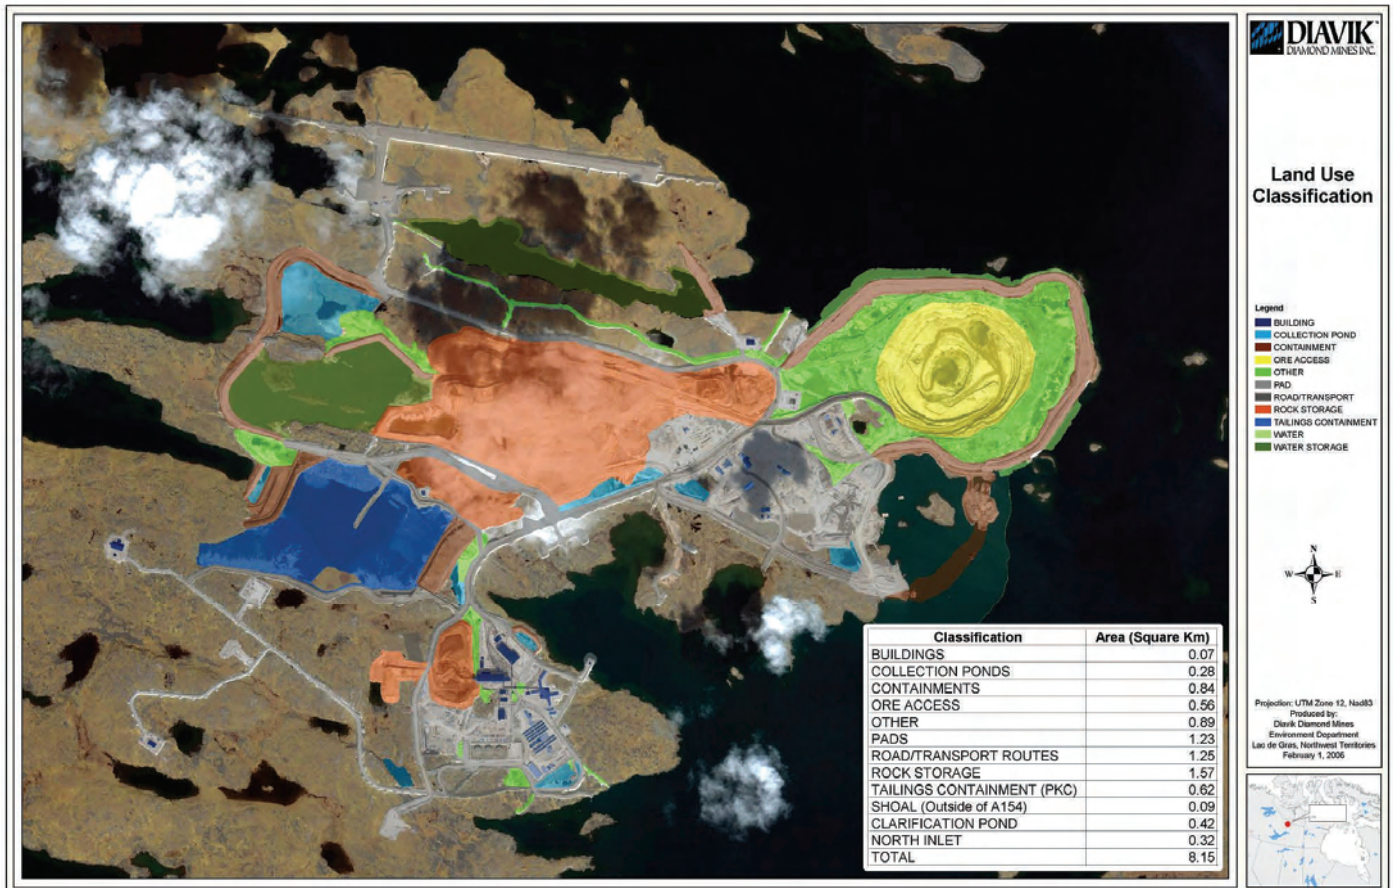 DIAVIK
DIAMOND MINES INC.
Land Use
Classification
Legend
BUILDING
COLLECTION POND
CONTAINMENT
ORE ACCESS
OTHER
PAD
ROAD/TRANSPORT
ROCK STORAGE
TAILINGS CONTAINMENT
WATER
WATER STORAGE
N
W E
S
Classification Area (Square Km)
BUILDINGS 0.07
COLLECTION PONDS 0.28
CONTAINMENTS 0.84
ORE ACCESS 0.56
OTHER 0.89
PADS 1.23
ROAD/TRANSPORT ROUTES 1.25
ROCK STORAGE 1.57
TAILINGS CONTAINMENT (PKC) 0.62
SHOAL (Outside of A154) 0.09
CLARIFICATION POND 0.42
NORTH INLET 0.32
TOTAL 8.15
Projection: UTM Zone 12, Nad83
Produced by:
Diavik Diamond Mines
Environment Department
Lac de Gras, Northwest Territories
February 1, 2006